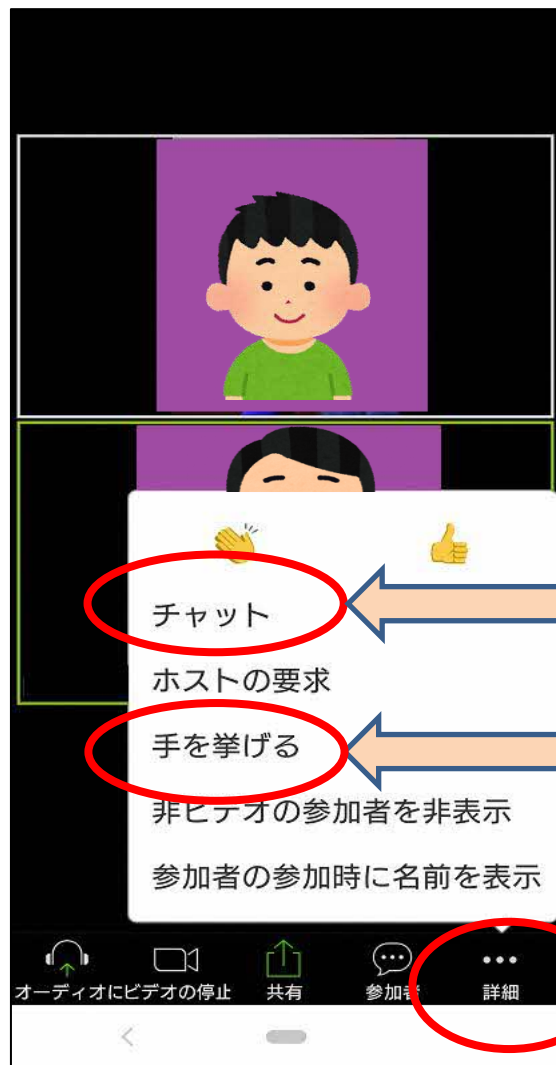 チャット
ホストの要求
手を挙げる
非ビデオの参加者を非表示
参加者の参加時に名前を表示
オーディオに ビデオの停止 共有 参加者 詳細